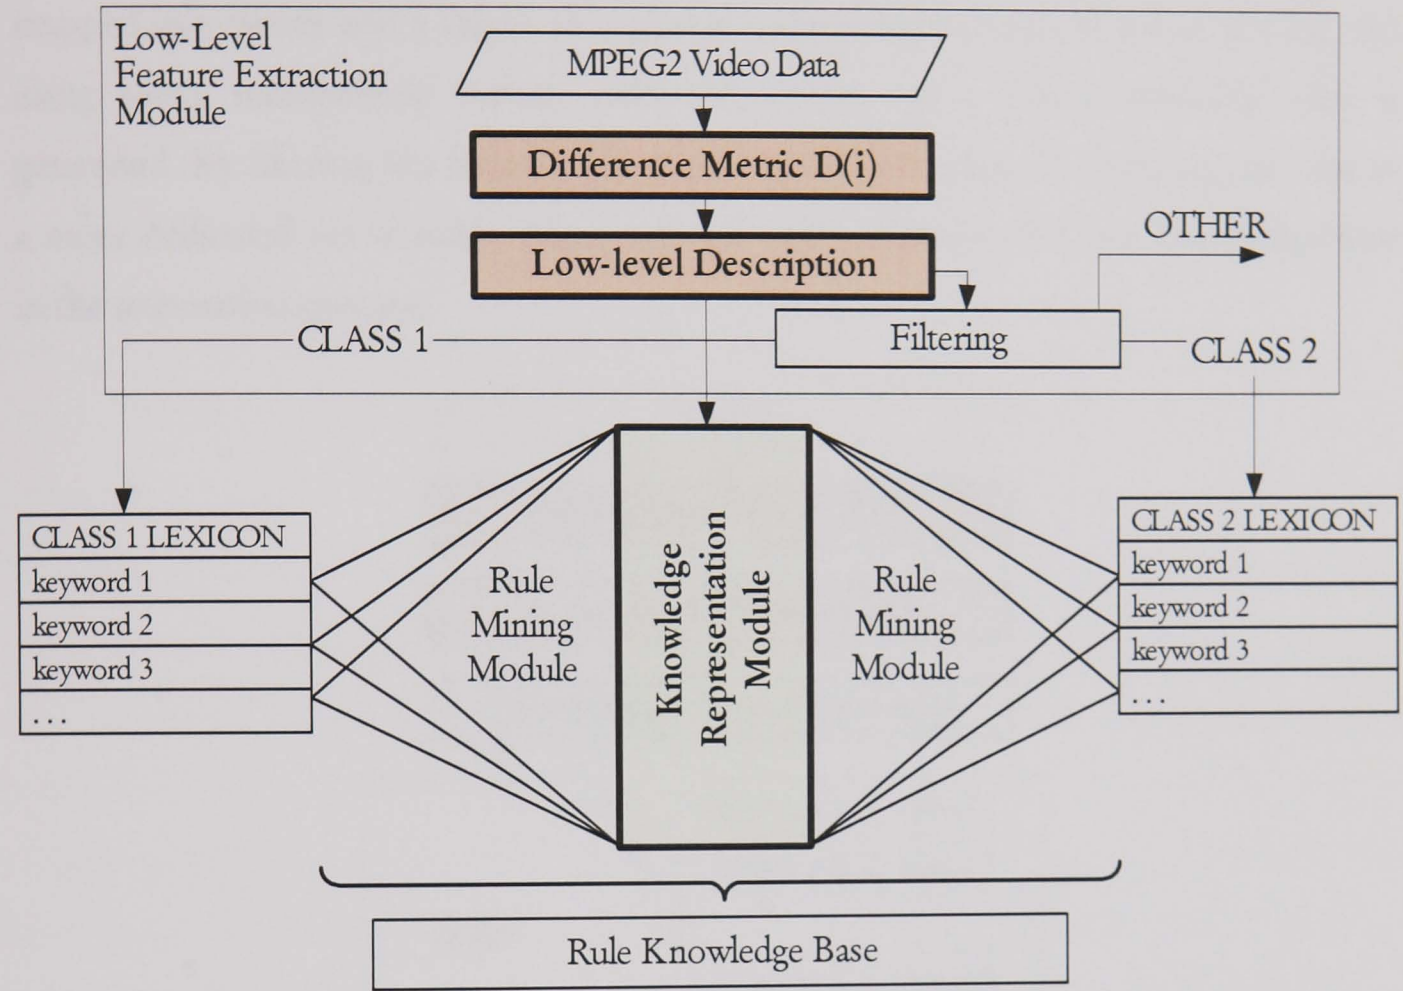 Low-Level
Feature Extraction
Module
MPEG2 Video Data
Difference Metric D(i)
Low-level Description
OTHER
Filtering
CLASS 1
CLASS 2
CLASS 1 LEXICON
keyword 1
keyword 2
keyword 3
...
Rule
Mining
Module
Knowledge
Representation
Module
Rule
Mining
Module
CLASS 2 LEXICON
keyword 1
keyword 2
keyword 3
...
Rule Knowledge Base